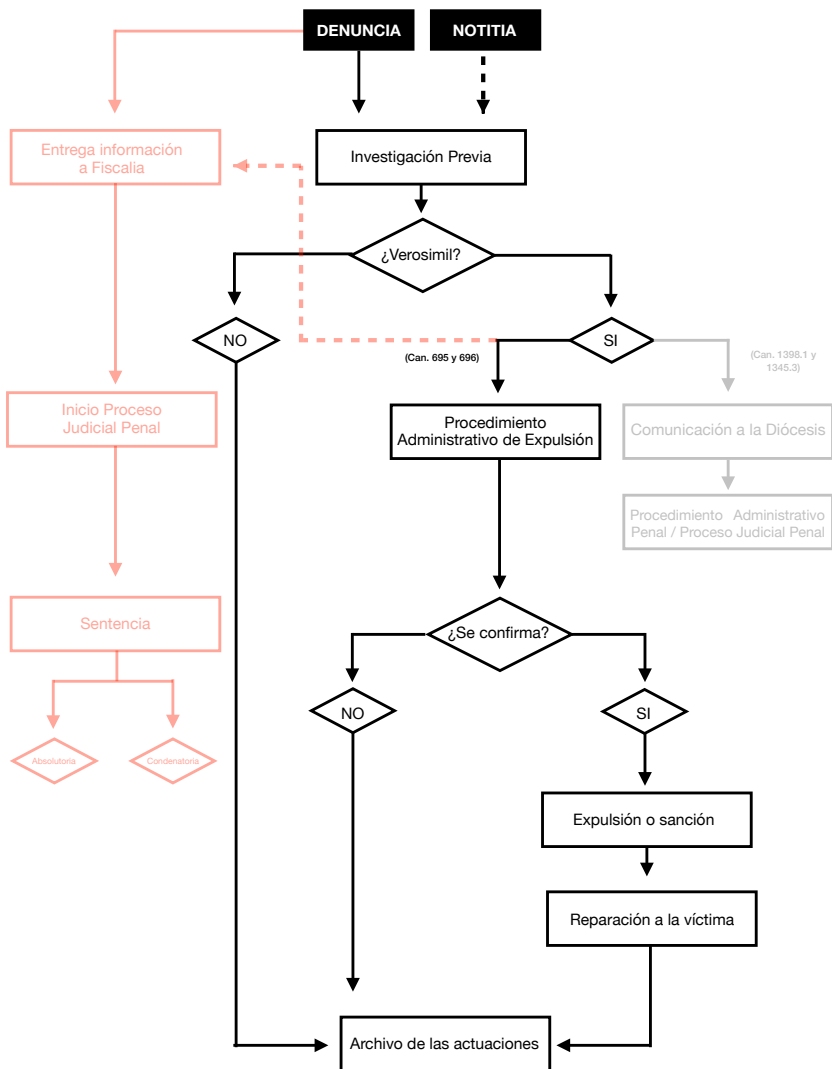 DENUNCIA
NOTITIA
Entrega información
a Fiscalia
Investigación Previa
¿Verosimil?
NO
SI
(Can. 695 y 696)
(Can. 1398.1 y
1345.3)
Inicio Proceso
Judicial Penal
Procedimiento
Administrativo de Expulsión
Comunicación a la Diócesis
Procedimiento Administrativo
Penal / Proceso Judicial Penal
Sentencia
¿Se confirma?
NO
SI
Absolutoria
Condenatoria
Expulsión o sanción
Reparación a la víctima
Archivo de las actuaciones